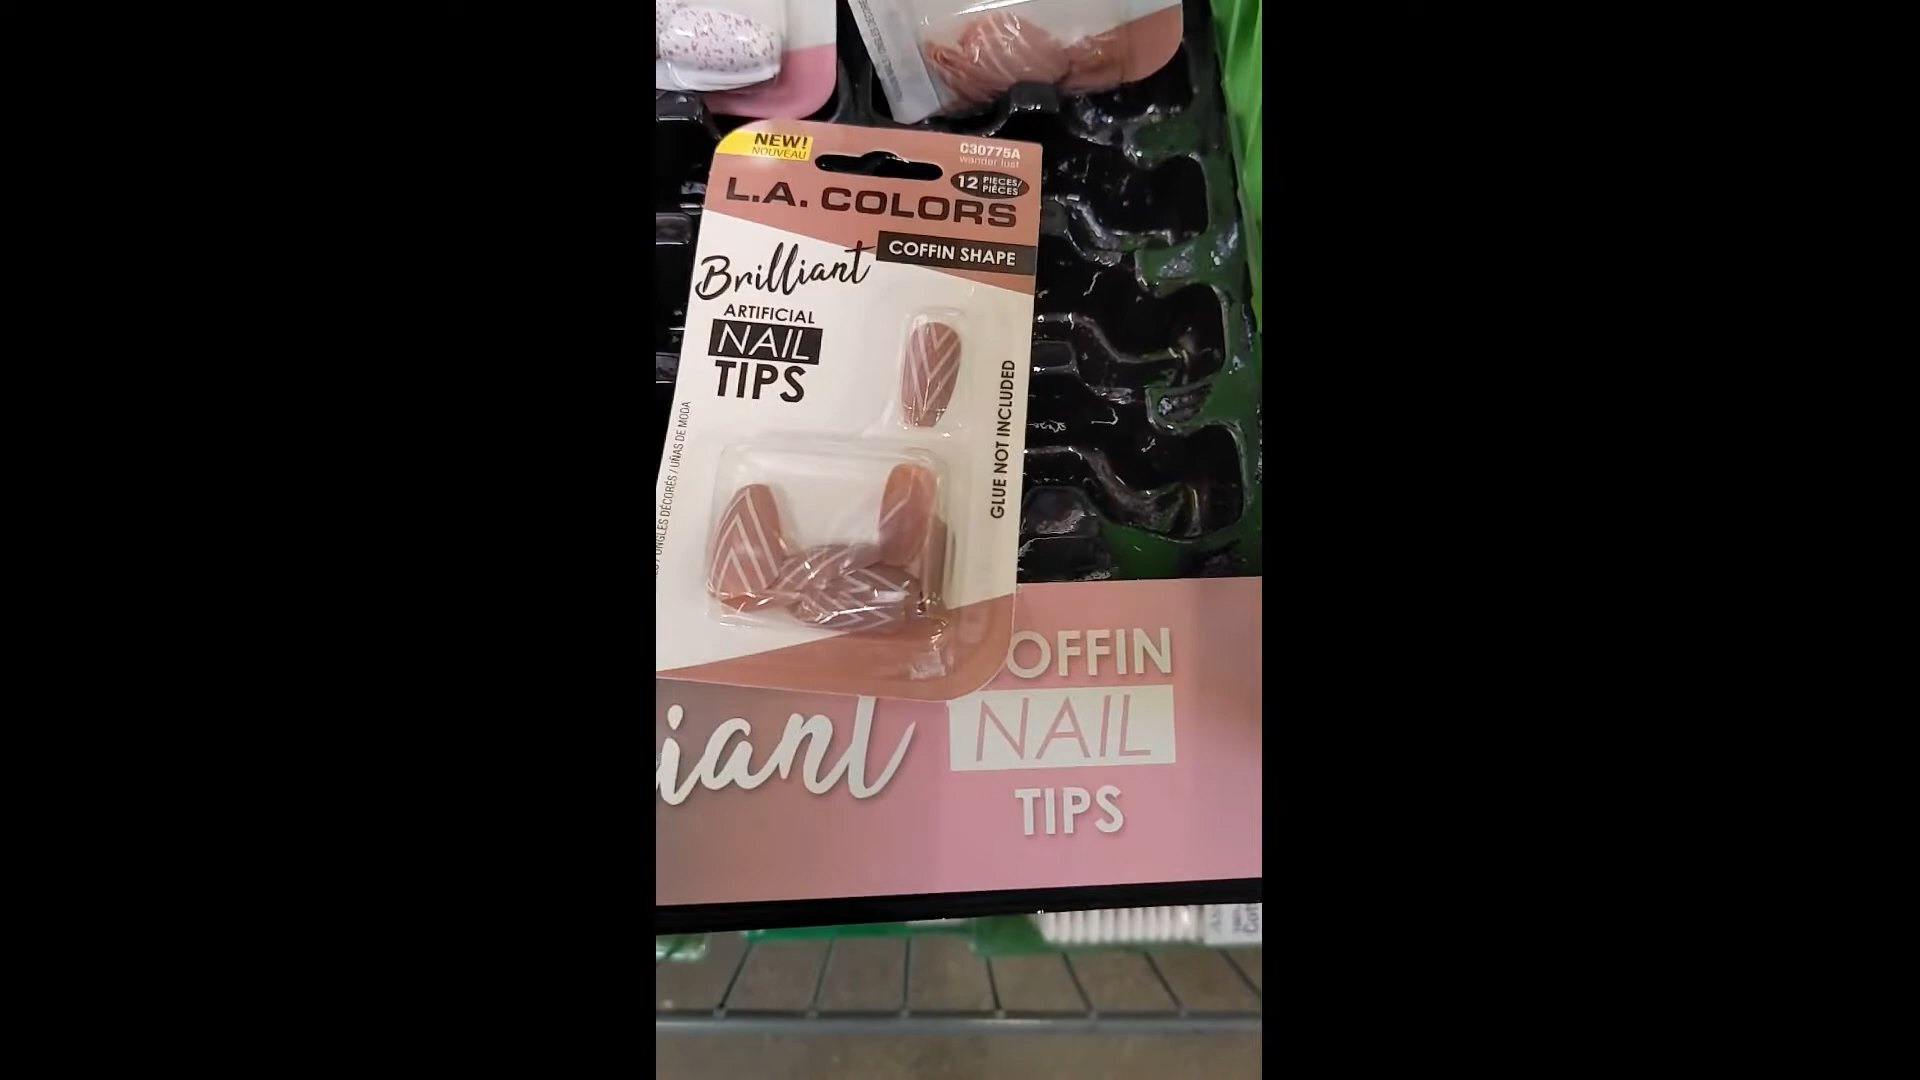 NEW!
NOUVEAU
C30775A
wander lust
12 PIECES/
PIÈCES
L.A. COLORS
COFFIN SHAPE
Brilliant
ARTIFICIAL
NAIL
TIPS
GLUE NOT INCLUDED
ONGLES DÉCORÉS / UÑAS DE MODA
iant
OFFIN
NAIL
TIPS